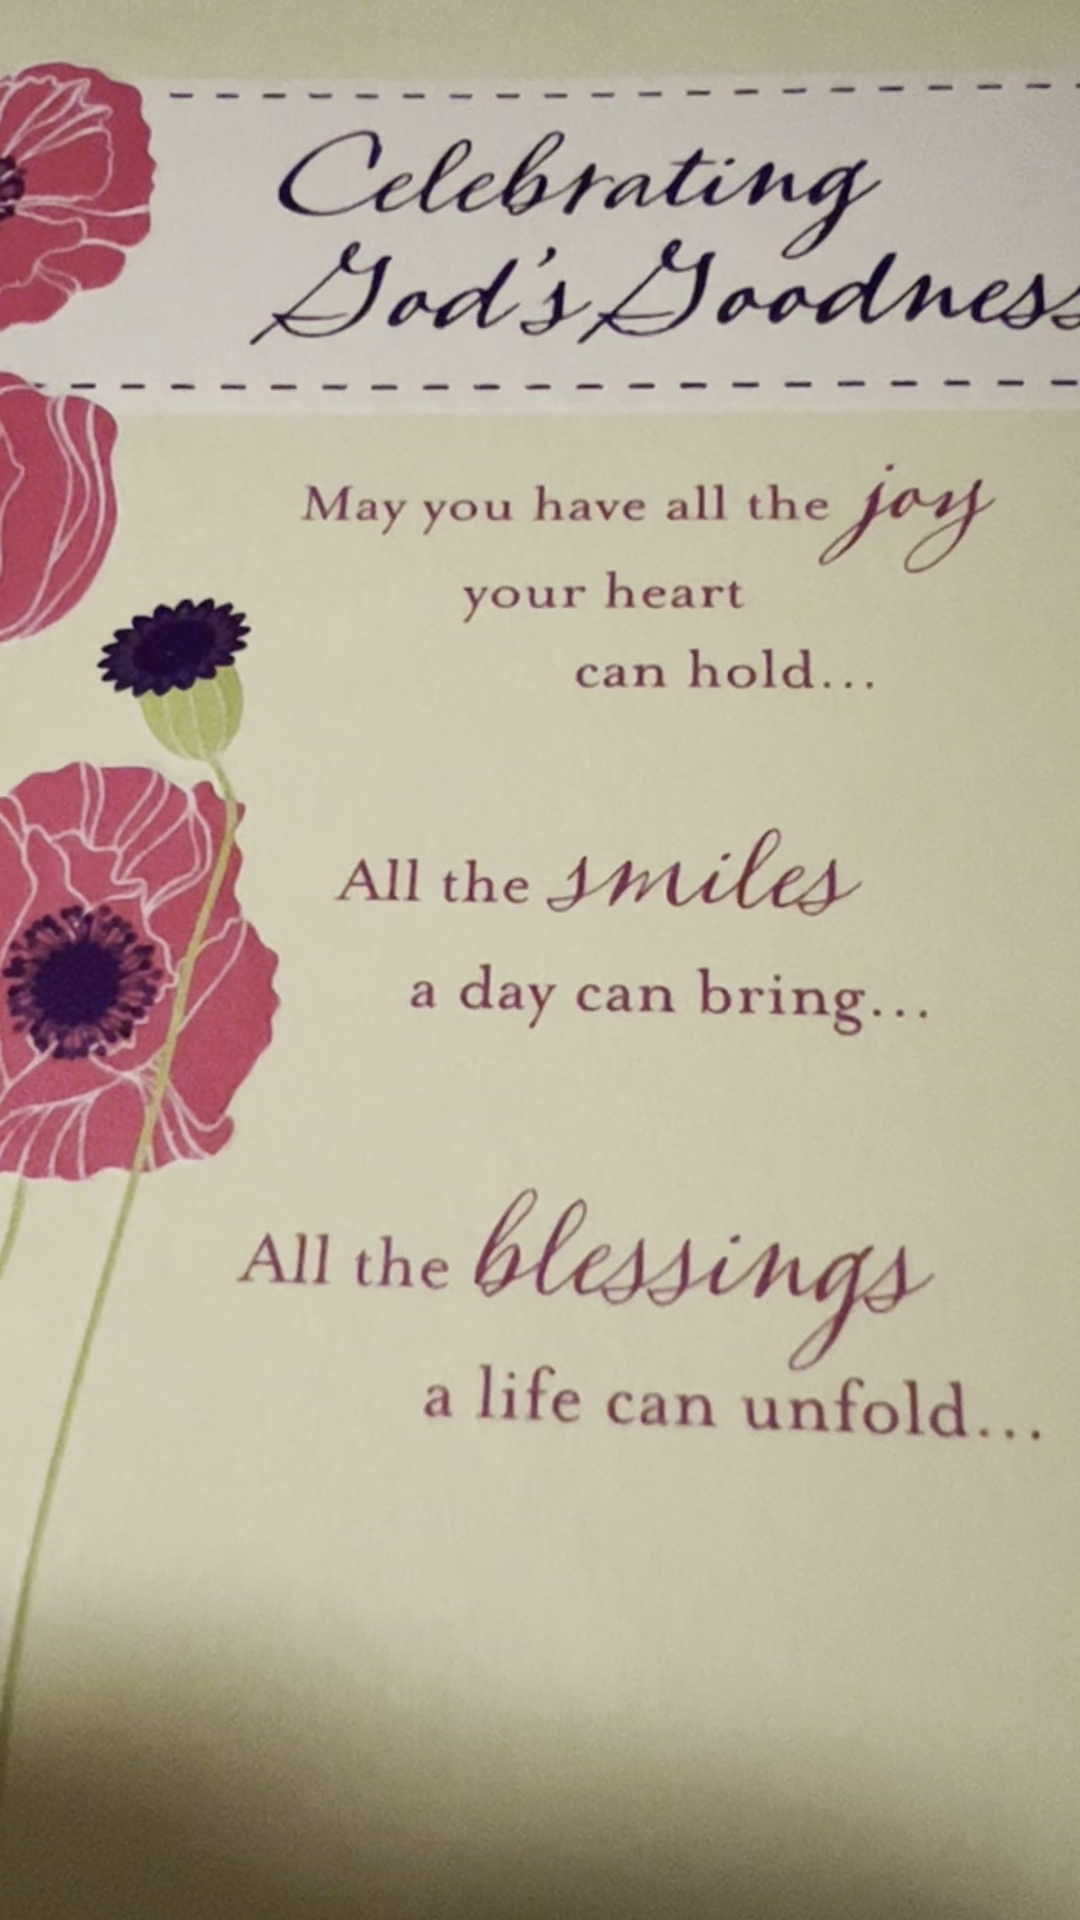 Celebrating
God's Goodness
May you have all the joy
your heart
can hold...
All the smiles
a day can bring...
All the blessings
a life can unfold...